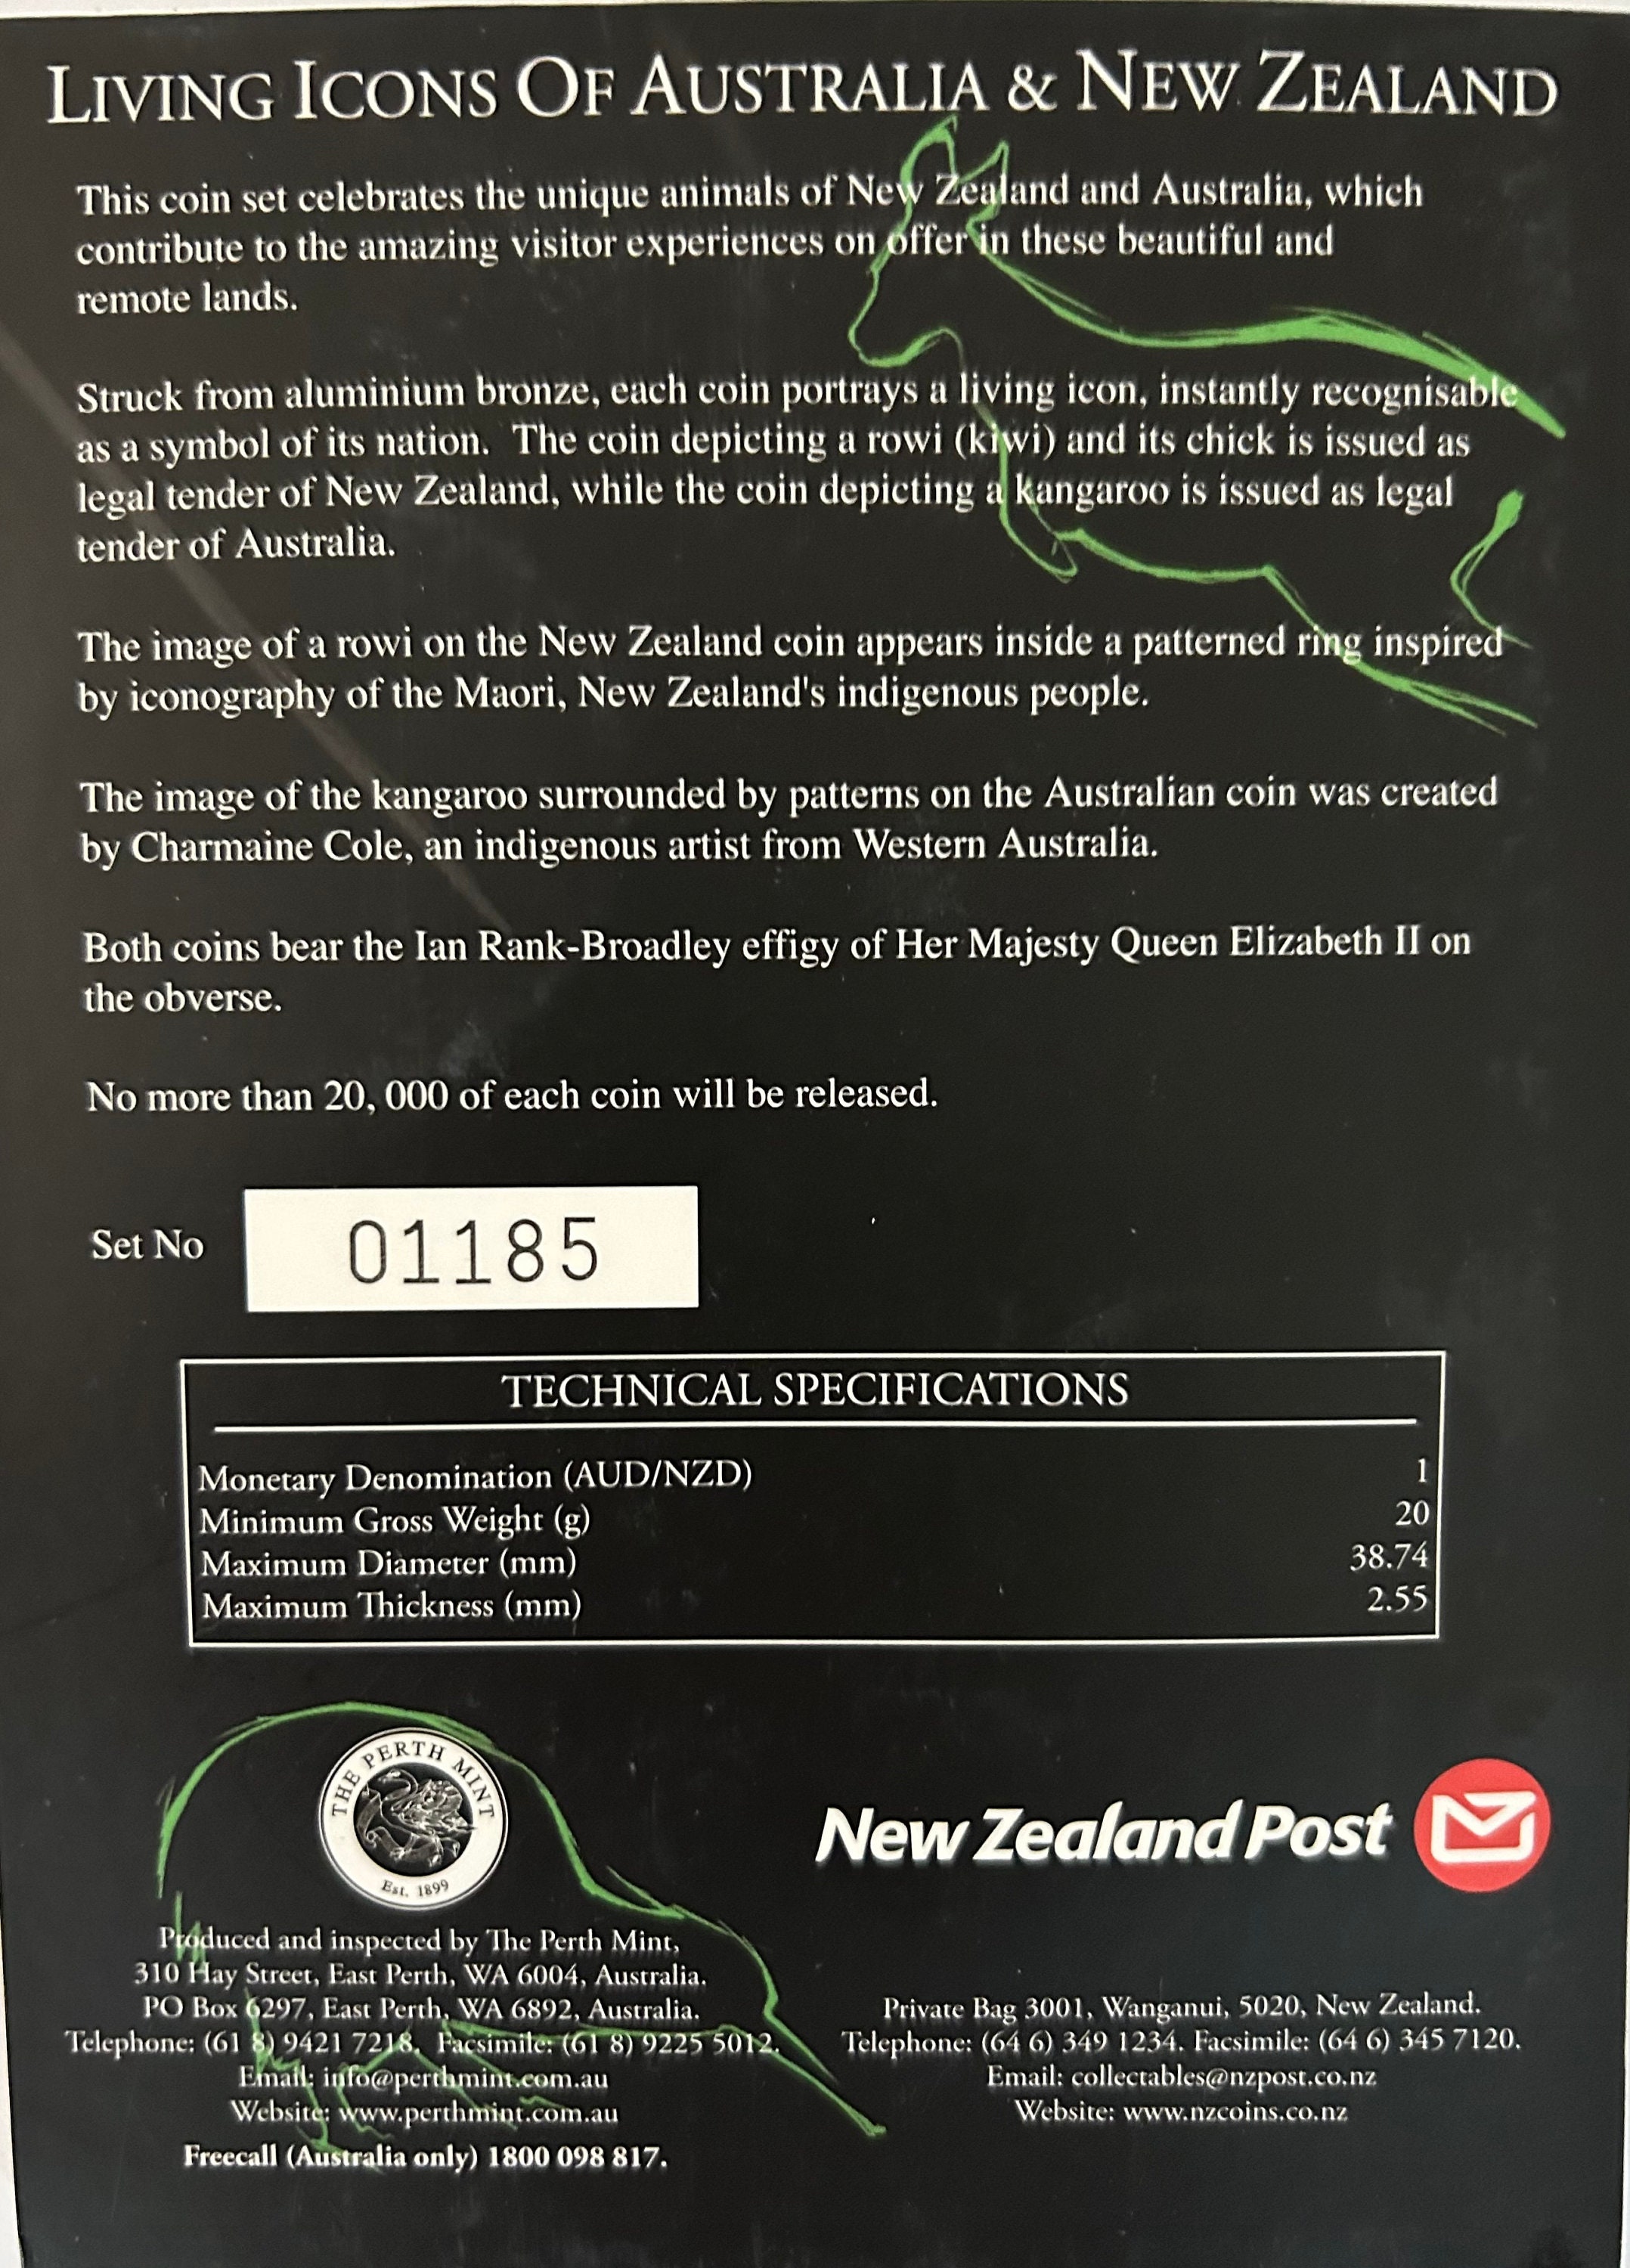 LIVING ICONS OF AUSTRALIA & NEW ZEALAND
This coin set celebrates the unique animals of New Zealand and Australia, which
contribute to the amazing visitor experiences on offer in these beautiful and
remote lands.
Struck from aluminium bronze, each coin portrays a living icon, instantly recognisable
as a symbol of its nation. The coin depicting a rowi (kiwi) and its chick is issued as
legal tender of New Zealand, while the coin depicting a kangaroo is issued as legal
tender of Australia.
The image of a rowi on the New Zealand coin appears inside a patterned ring inspired
by iconography of the Maori, New Zealand's indigenous people.
The image of the kangaroo surrounded by patterns on the Australian coin was created
by Charmaine Cole, an indigenous artist from Western Australia.
Both coins bear the Ian Rank-Broadley effigy of Her Majesty Queen Elizabeth II on
the obverse.
No more than 20, 000 of each coin will be released.
Set No 01185
TECHNICAL SPECIFICATIONS
Monetary Denomination (AUD/NZD) 1
Minimum Gross Weight (g) 20
Maximum Diameter (mm) 38.74
Maximum Thickness (mm) 2.55
THE PERTH MINT
Est. 1899
Produced and inspected by The Perth Mint,
310 Hay Street, East Perth, WA 6004, Australia.
PO Box 6297, East Perth, WA 6892, Australia.
Telephone: (61 8) 9421 7218. Facsimile: (61 8) 9225 5012.
Email: info@perthmint.com.au
Website: www.perthmint.com.au
Freecall (Australia only) 1800 098 817.
New Zealand Post
Private Bag 3001, Wanganui, 5020, New Zealand.
Telephone: (64 6) 349 1234. Facsimile: (64 6) 345 7120.
Email: collectables@nzpost.co.nz
Website: www.nzcoins.co.nz